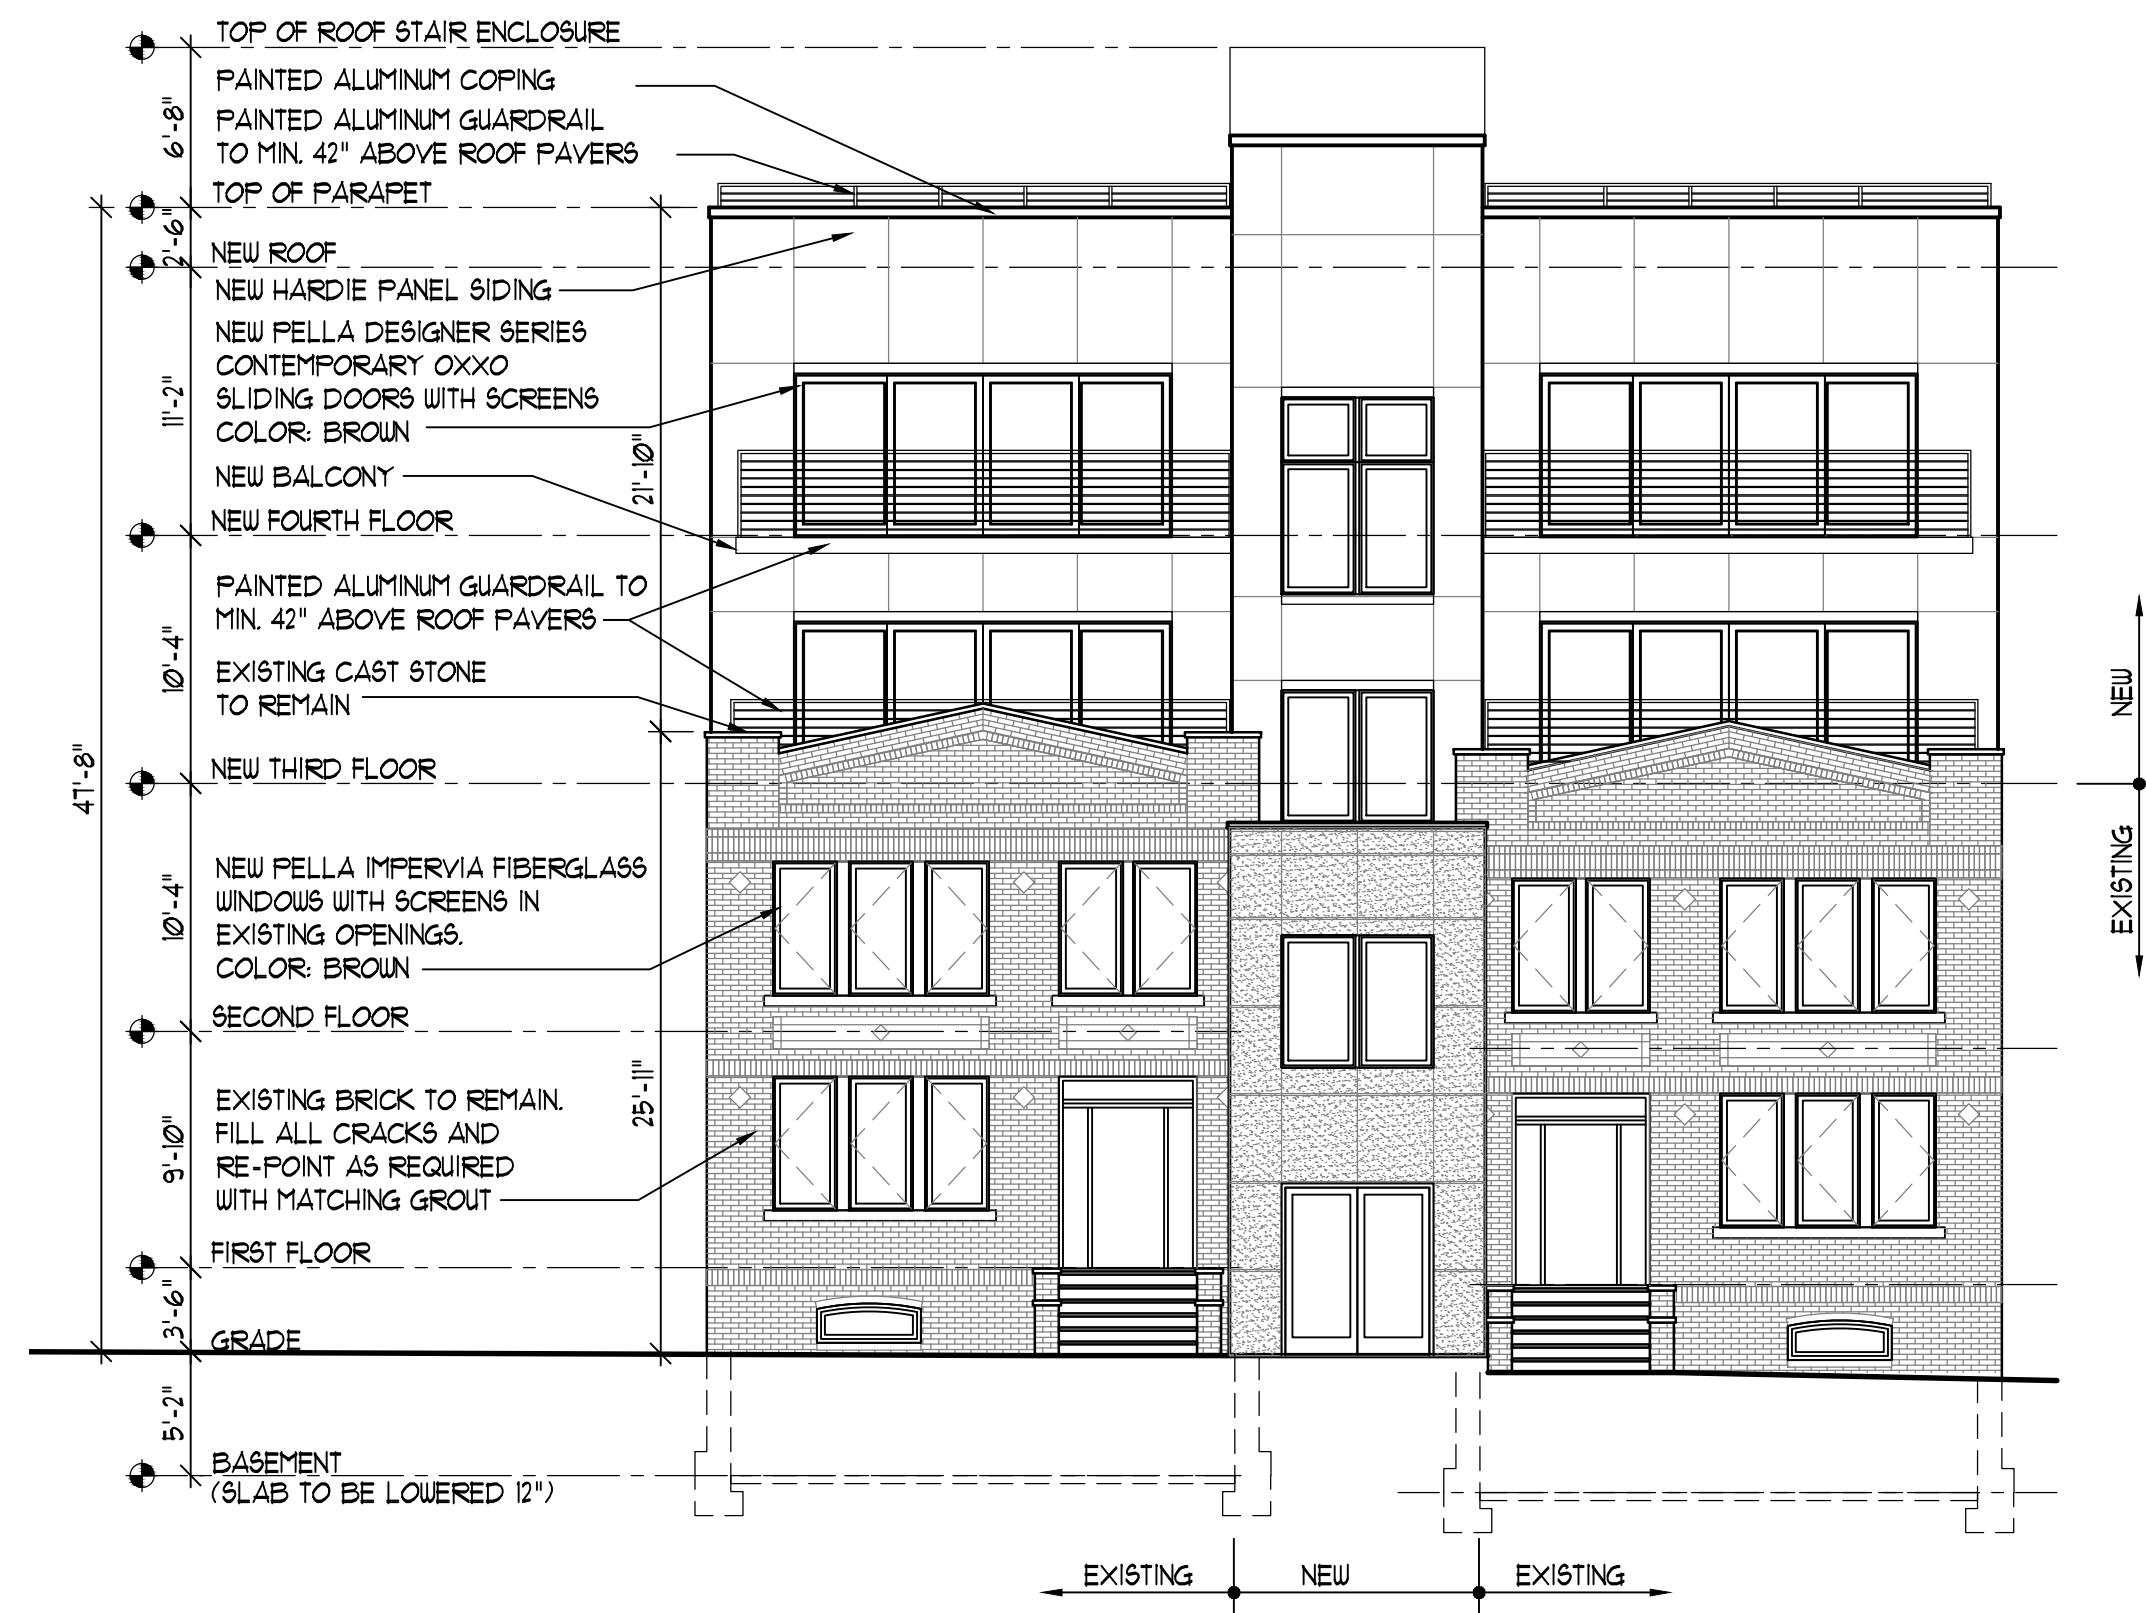 TOP OF ROOF STAIR ENCLOSURE
PAINTED ALUMINUM COPING
6'-8"
PAINTED ALUMINUM GUARDRAIL
TO MIN. 42" ABOVE ROOF PAVERS
TOP OF PARAPET
2'-6"
NEW ROOF
NEW HARDIE PANEL SIDING
NEW PELLA DESIGNER SERIES
CONTEMPORARY OXXO
SLIDING DOORS WITH SCREENS
COLOR: BROWN
11'-2"
21'-10"
NEW BALCONY
NEW FOURTH FLOOR
PAINTED ALUMINUM GUARDRAIL TO
MIN. 42" ABOVE ROOF PAVERS
10'-4"
EXISTING CAST STONE
TO REMAIN
NEW
47'-8"
NEW THIRD FLOOR
EXISTING
NEW PELLA IMPERVIA FIBERGLASS
WINDOWS WITH SCREENS IN
EXISTING OPENINGS.
COLOR: BROWN
10'-4"
SECOND FLOOR
25'-11"
EXISTING BRICK TO REMAIN.
FILL ALL CRACKS AND
RE-POINT AS REQUIRED
WITH MATCHING GROUT
9'-10"
FIRST FLOOR
3'-6"
GRADE
5'-2"
BASEMENT
(SLAB TO BE LOWERED 12")
EXISTING NEW EXISTING